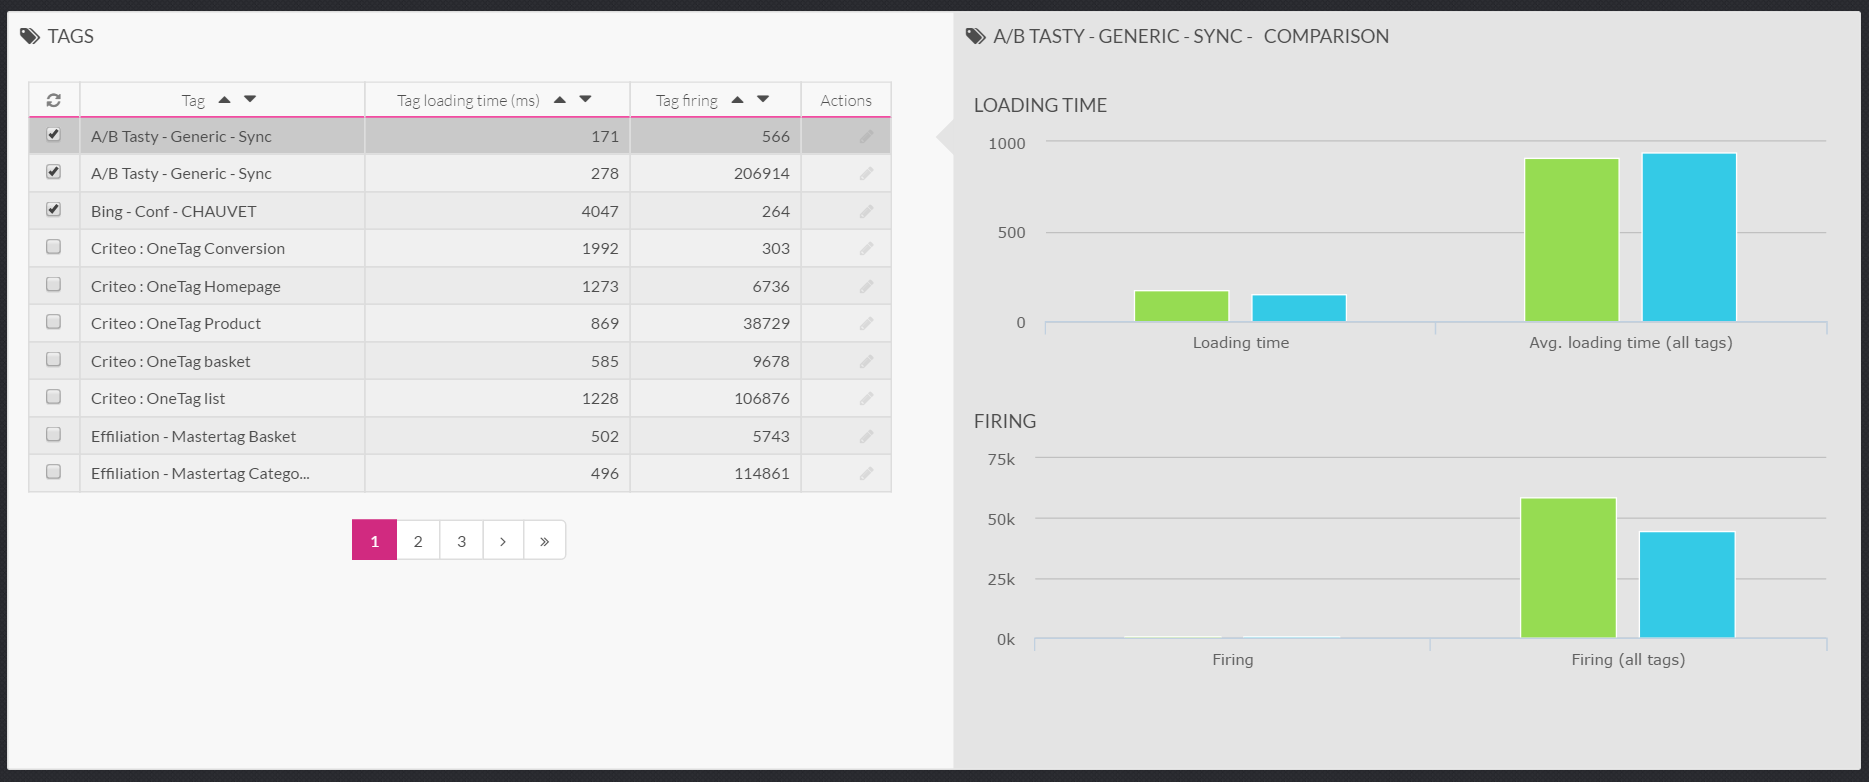 TAGS
Tag Tag loading time (ms) Tag firing Actions
A/B Tasty - Generic - Sync 171 566
A/B Tasty - Generic - Sync 278 206914
Bing - Conf - CHAUVET 4047 264
Criteo : OneTag Conversion 1992 303
Criteo : OneTag Homepage 1273 6736
Criteo : OneTag Product 869 38729
Criteo : OneTag basket 585 9678
Criteo : OneTag list 1228 106876
Effiliation - Mastertag Basket 502 5743
Effiliation - Mastertag Catego... 496 114861
1 2 3 › »
A/B TASTY - GENERIC - SYNC - COMPARISON
LOADING TIME
1000
500
0
Loading time Avg. loading time (all tags)
FIRING
75k
50k
25k
0k
Firing Firing (all tags)